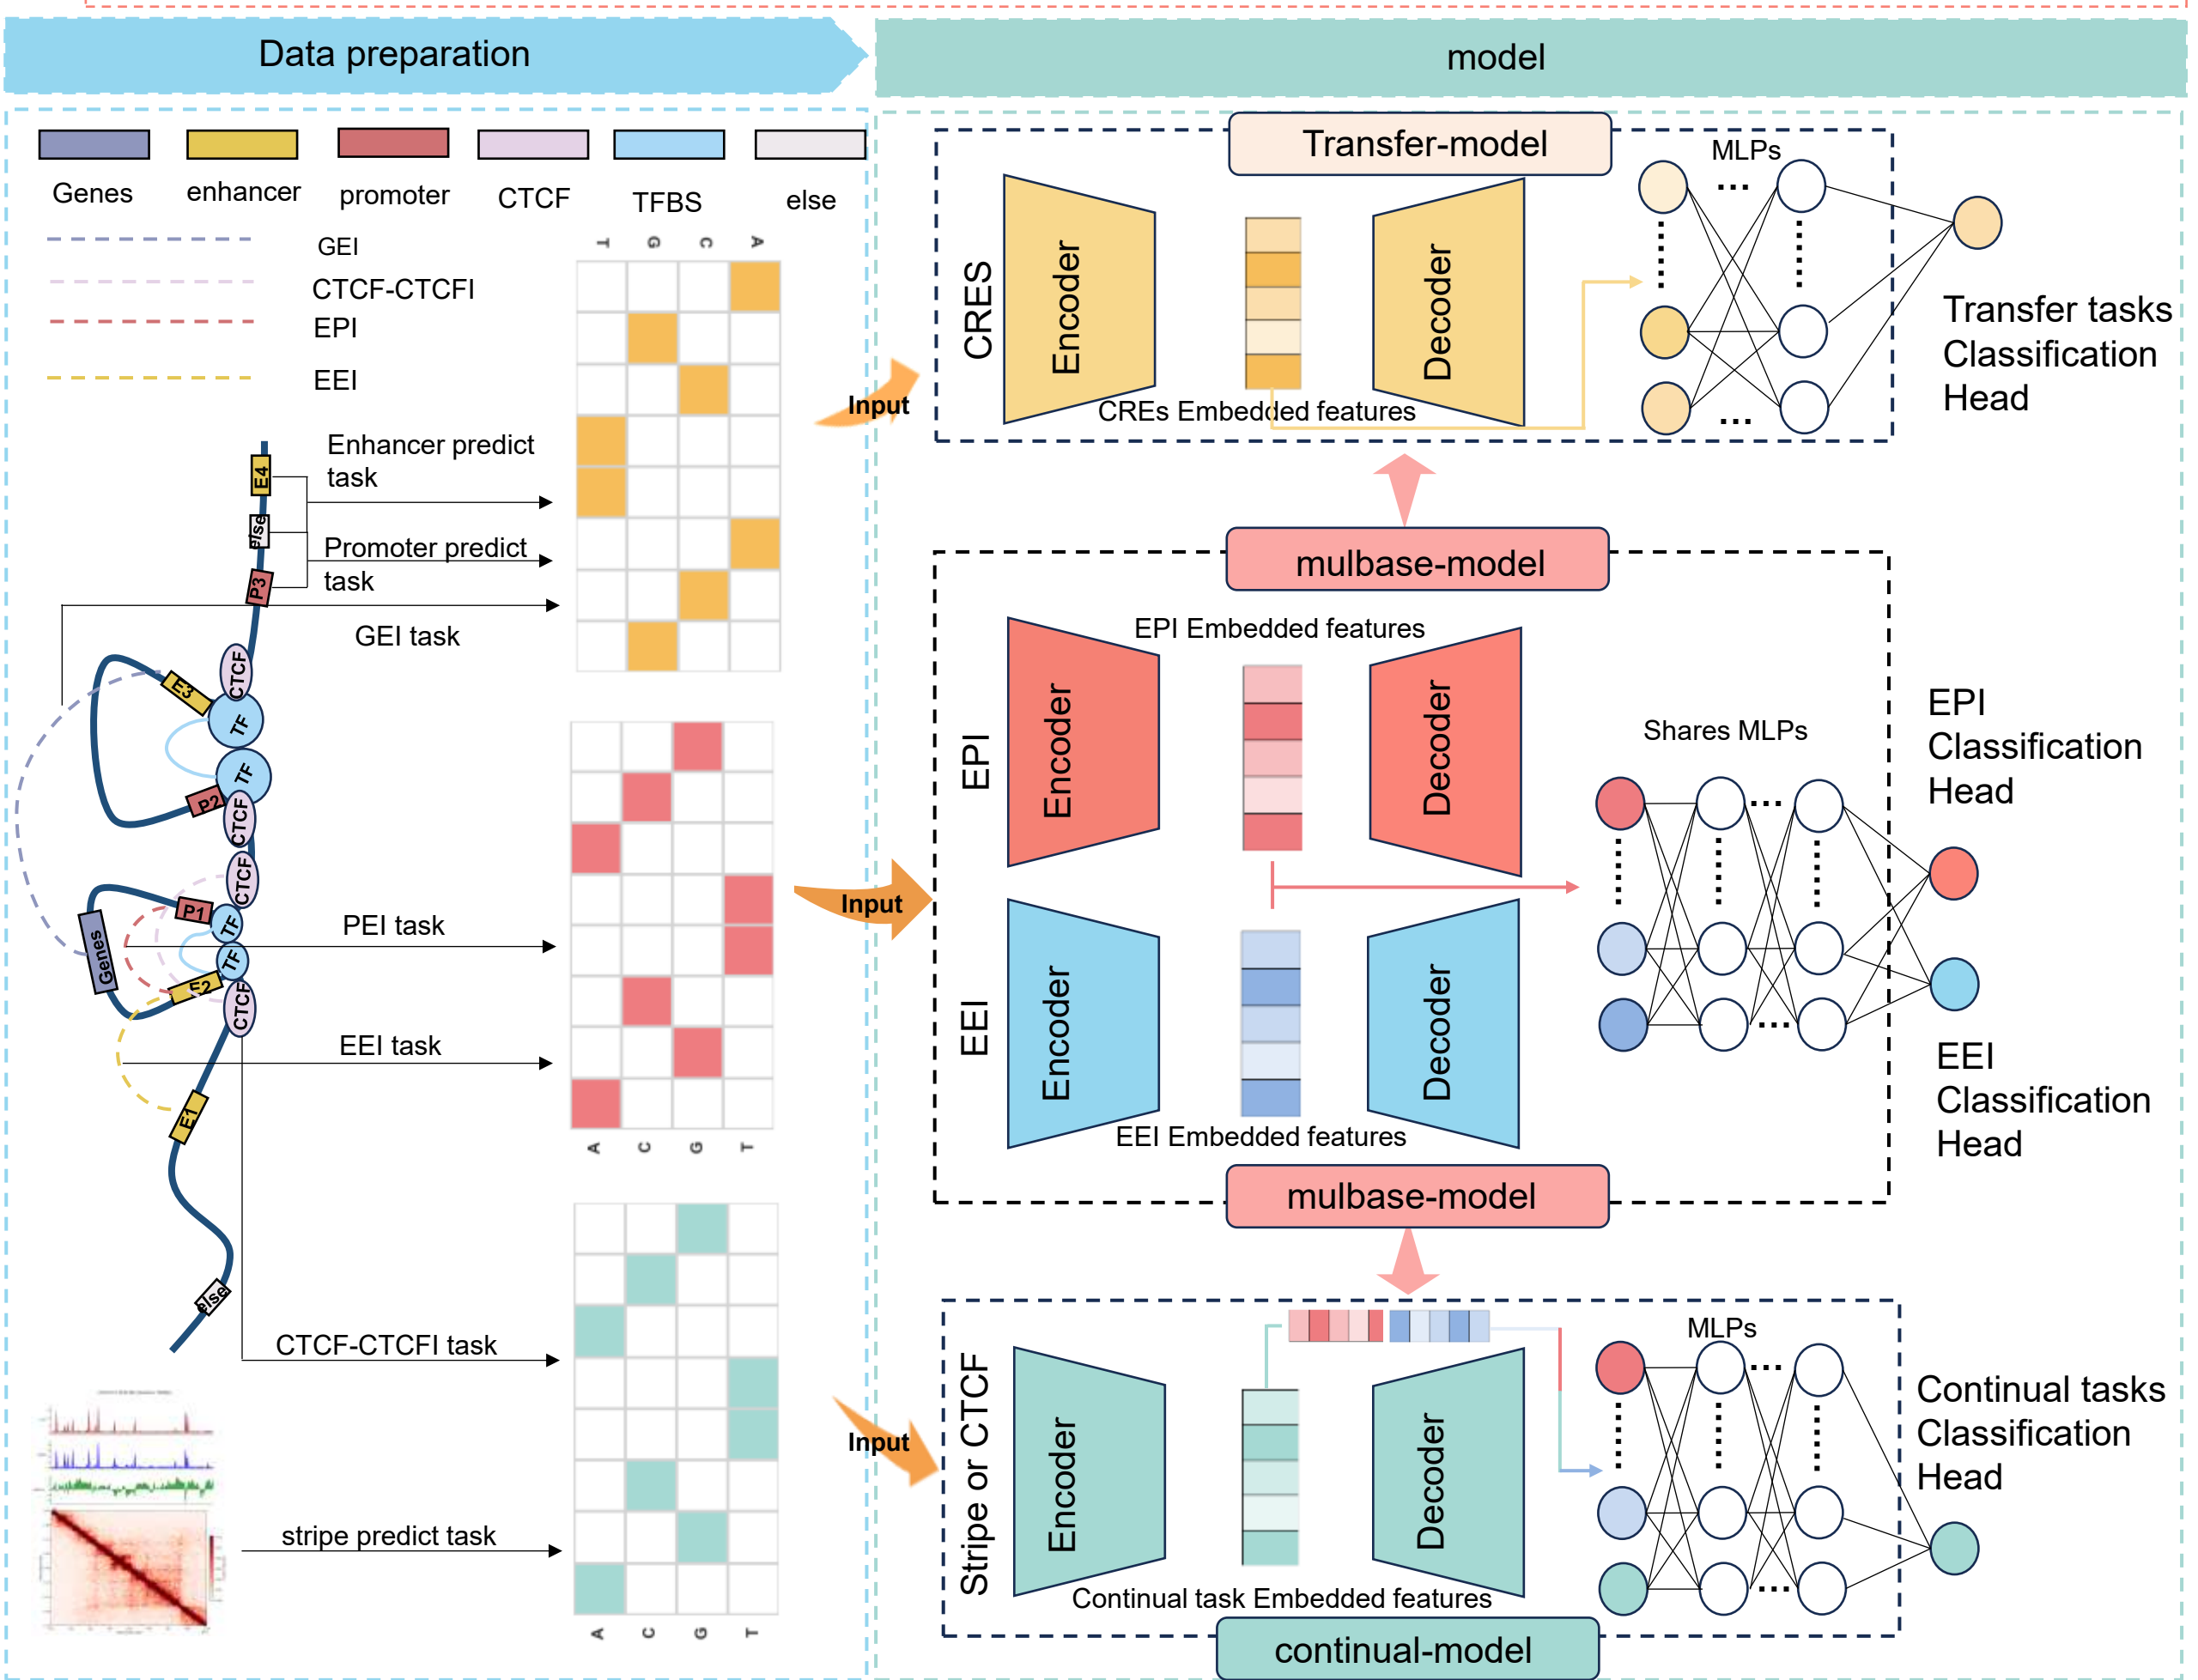 Data preparation
model
Genes
enhancer
promoter
CTCF
TFBS
else
GEI
CTCF-CTCFI
EPI
EEI
T G C A
Enhancer predict
task
Promoter predict
task
GEI task
E4
else
P3
CTCF
E3
TF
TF
P2
CTCF
CTCF
P1
TF
Genes
TF
E2
CTCF
E1
else
PEI task
EEI task
A C G T
CTCF-CTCFI task
stripe predict task
A C G T
Input
Input
Input
Transfer-model
CRES
Encoder
Decoder
CREs Embedded features
MLPs
...
...
Transfer tasks
Classification
Head
mulbase-model
EPI Embedded features
EPI
Encoder
Decoder
EEI
Encoder
Decoder
EEI Embedded features
Shares MLPs
...
...
EPI
Classification
Head
EEI
Classification
Head
mulbase-model
Stripe or CTCF
Encoder
Decoder
Continual task Embedded features
MLPs
...
...
Continual tasks
Classification
Head
continual-model